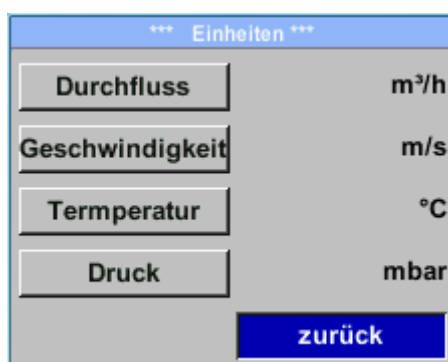 *** Einheiten ***
Durchfluss m³/h
Geschwindigkeit m/s
Termperatur °C
Druck mbar
zurück